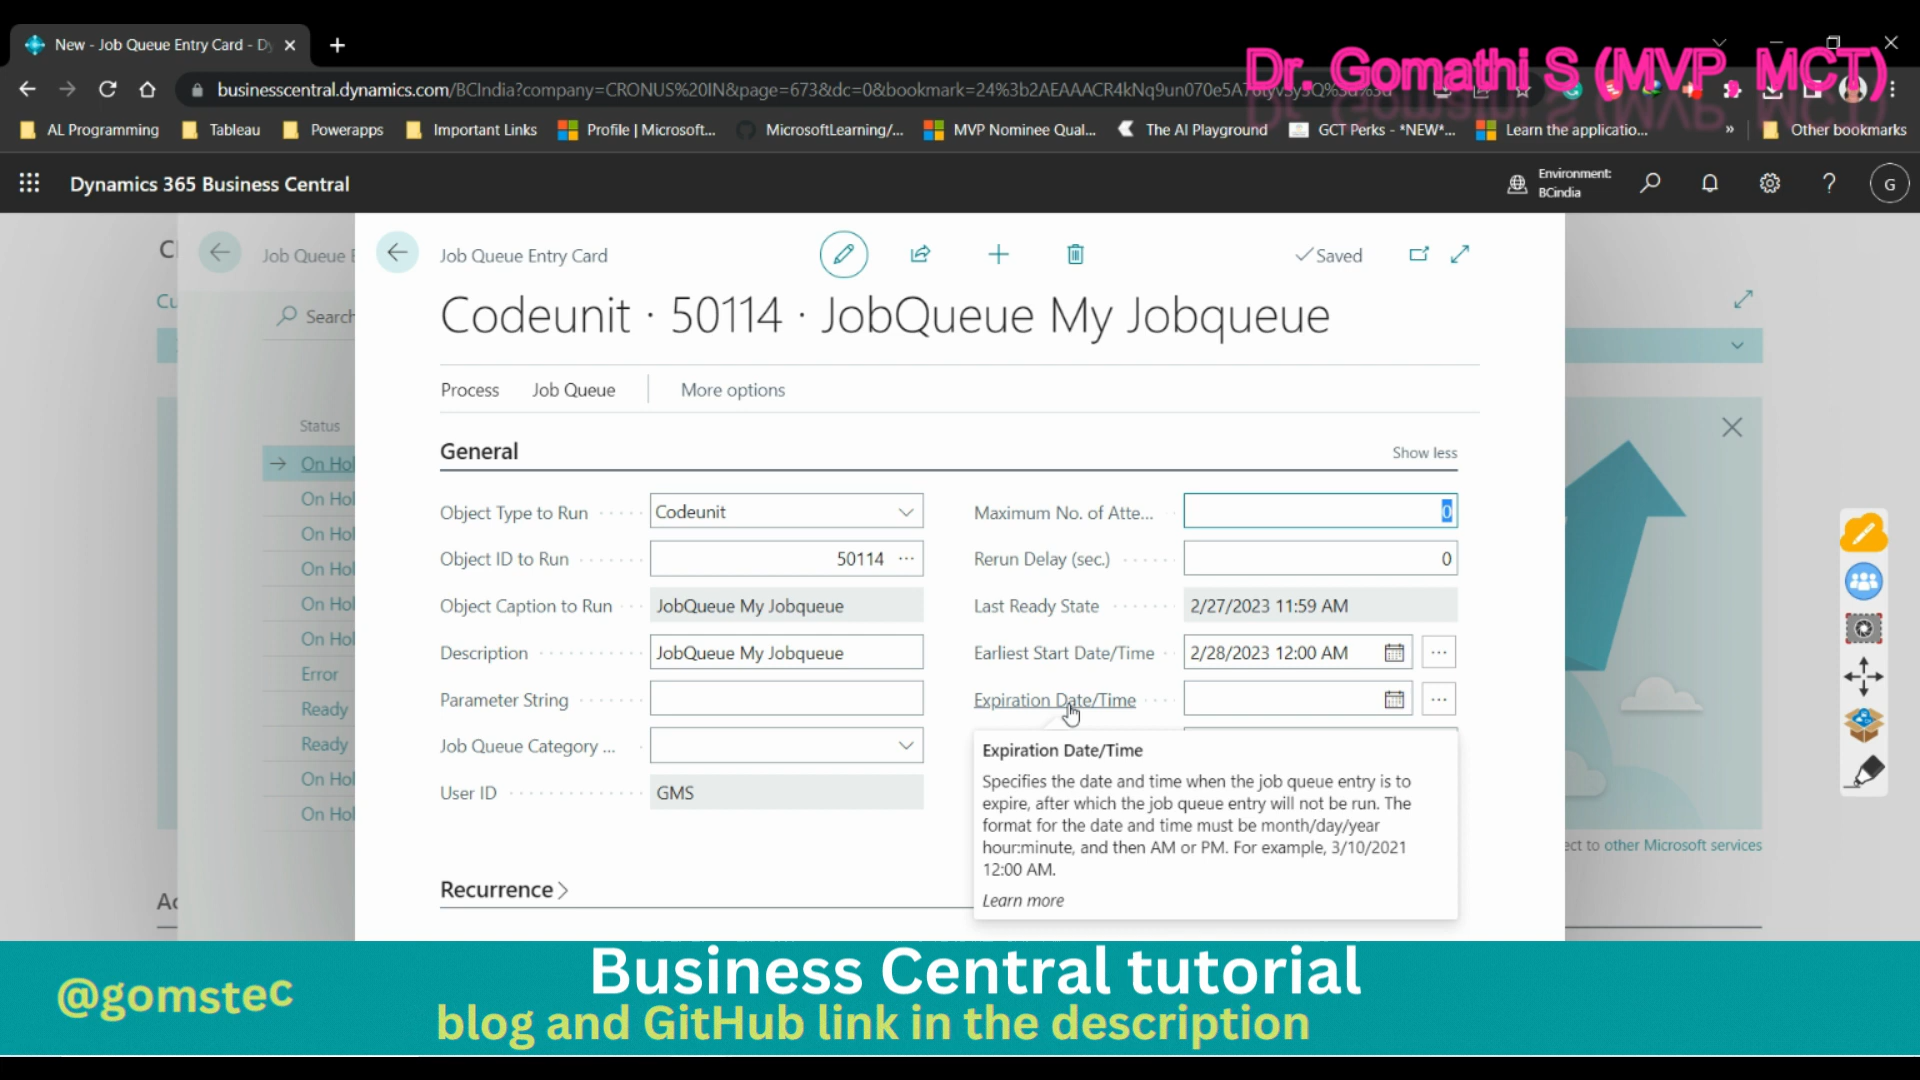 New - Job Queue Entry Card - Dy
Dr. Gomathi S (MVP, MCT)
businesscentral.dynamics.com/BCIndia?company=CRONUS%20IN&page=673&dc=0&bookmark=24%3b2AEAAACR4kNq9un070e5A7
AL Programming
Tableau
Powerapps
Important Links
Profile | Microsoft...
MicrosoftLearning/...
MVP Nominee Qual...
The AI Playground
GCT Perks - *NEW*...
Learn the applicatio...
»
Other bookmarks
Dynamics 365 Business Central
Environment:
BCindia
?
G
Job Queue E
Cu
Search
Status
On Hol
On Hol
On Hol
On Hol
On Hol
On Hol
Error
Ready
Ready
On Hol
On Hol
Job Queue Entry Card
Saved
Codeunit · 50114 · JobQueue My Jobqueue
Process
Job Queue
More options
General
Show less
Object Type to Run
Codeunit
Object ID to Run
50114
Object Caption to Run
JobQueue My Jobqueue
Description
JobQueue My Jobqueue
Parameter String
Job Queue Category ...
User ID
GMS
Maximum No. of Atte...
0
Rerun Delay (sec.)
0
Last Ready State
2/27/2023 11:59 AM
Earliest Start Date/Time
2/28/2023 12:00 AM
Expiration Date/Time
Expiration Date/Time
Specifies the date and time when the job queue entry is to
expire, after which the job queue entry will not be run. The
format for the date and time must be month/day/year
hour:minute, and then AM or PM. For example, 3/10/2021
12:00 AM.
Learn more
Recurrence
ect to other Microsoft services
@gomstec
Business Central tutorial
blog and GitHub link in the description